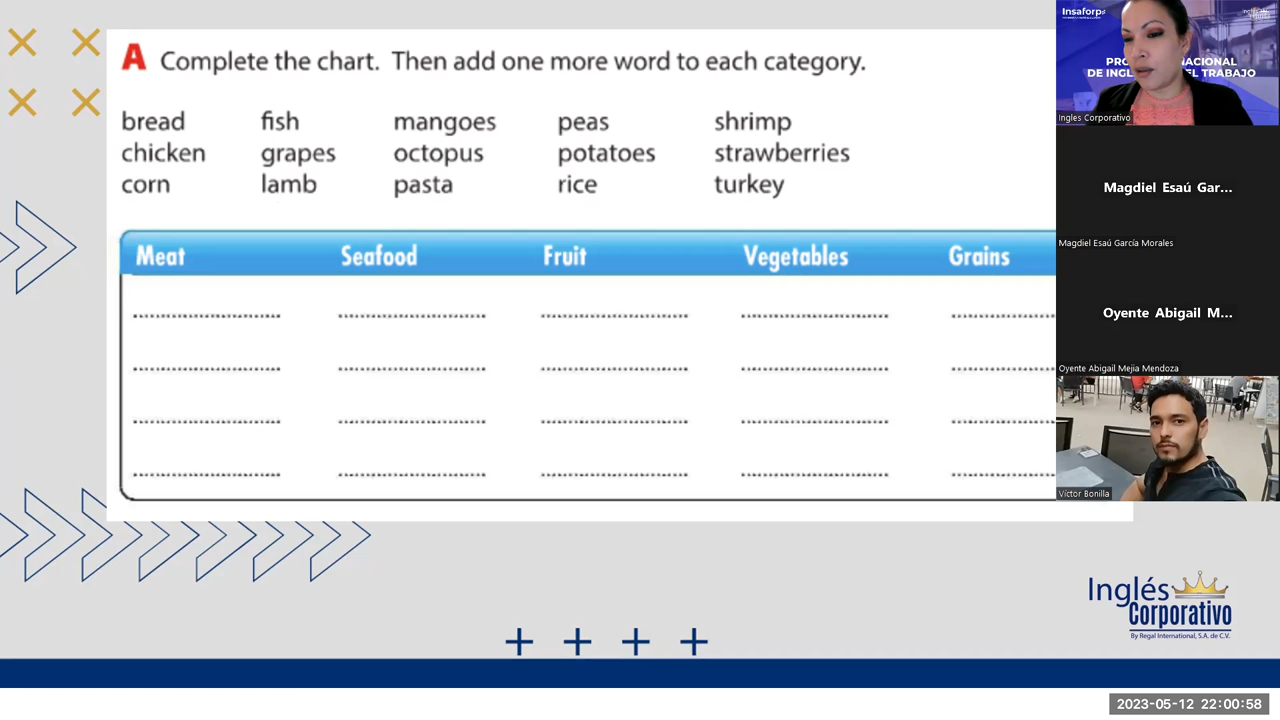 A Complete the chart. Then add one more word to each category.
bread fish mangoes peas shrimp
chicken grapes octopus potatoes strawberries
corn lamb pasta rice turkey
Meat Seafood Fruit Vegetables Grains
Insaforp
NACIONAL
DE INGL EL TRABAJO
Ingles Corporativo
Magdiel Esaú Gar...
Magdiel Esaú García Morales
Oyente Abigail M...
Oyente Abigail Mejia Mendoza
Víctor Bonilla
Inglés
Corporativo
By Regal International, S.A. de C.V.
2023-05-12 22:00:58